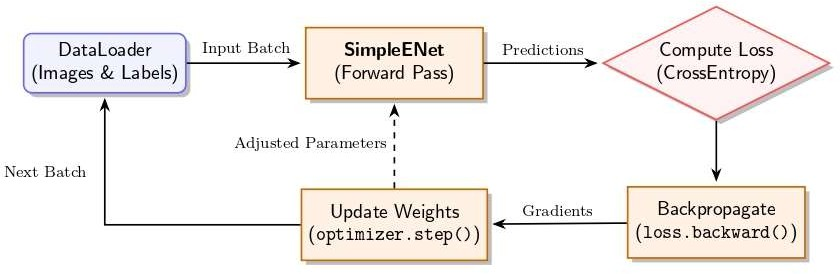 DataLoader
(Images & Labels)
Input Batch
SimpleENet
(Forward Pass)
Predictions
Compute Loss
(CrossEntropy)
Adjusted Parameters
Next Batch
Update Weights
(optimizer.step())
Gradients
Backpropagate
(loss.backward())